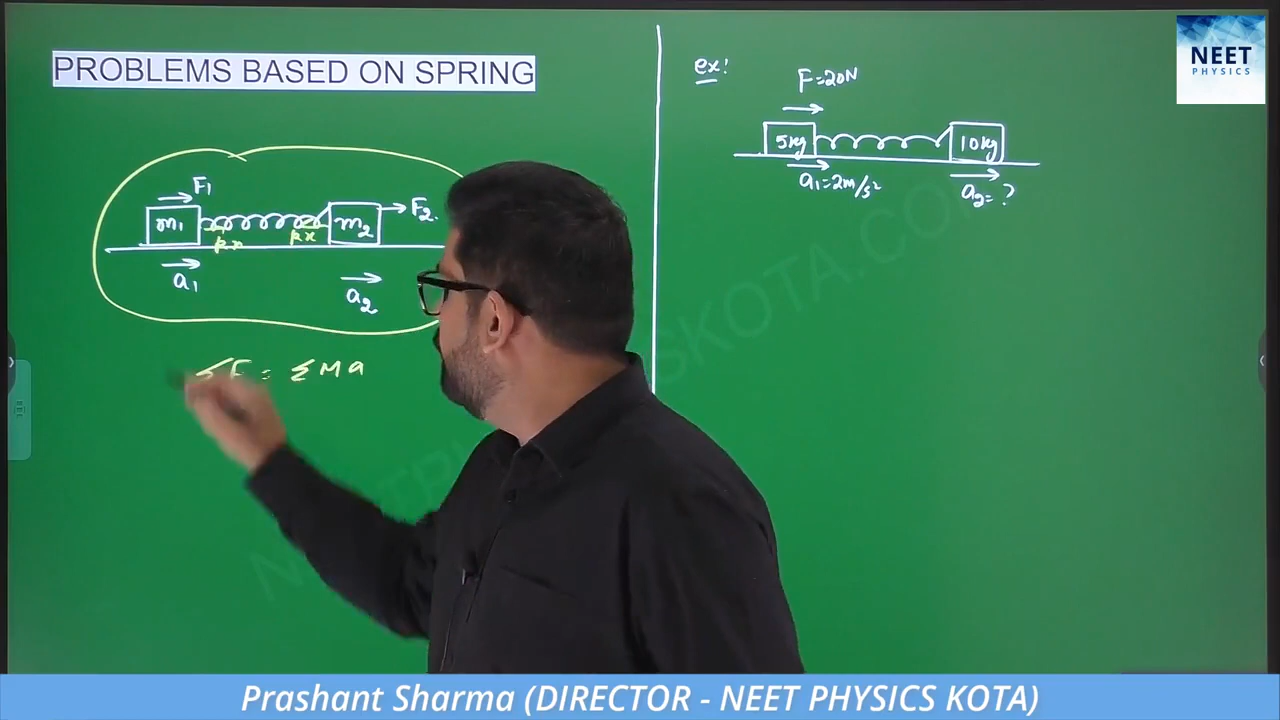 PROBLEMS BASED ON SPRING
F1
m1
m2
F2
kx
kx
a1
a2
ΣF = ΣMa
ex!
F=20N
5kg
10kg
a1=2m/s²
a2=?
NEET
PHYSICS
Prashant Sharma (DIRECTOR - NEET PHYSICS KOTA)